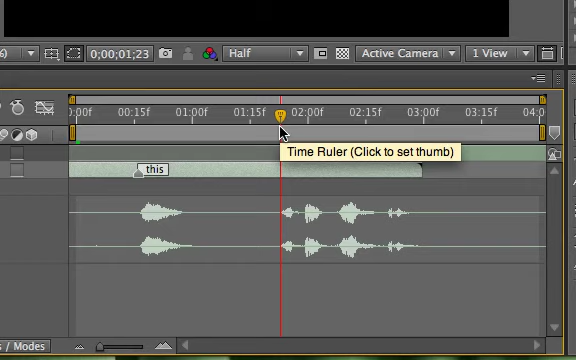 6) 0;00;01;23 Half Active Camera 1 View
:00f 00:15f 01:00f 01:15f 02:00f 02:15f 03:00f 03:15f 04:0
Time Ruler (Click to set thumb)
this
s / Modes